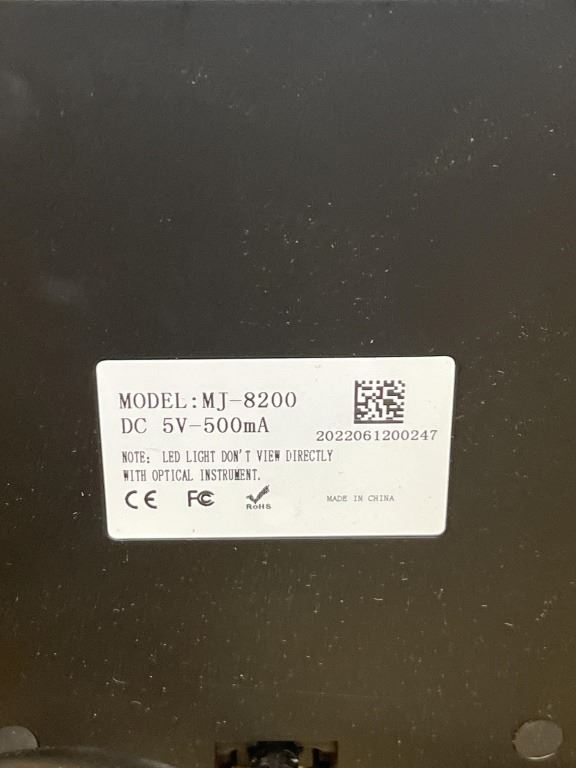 MODEL:MJ-8200
DC 5V-500mA
2022061200247
NOTE: LED LIGHT DON'T VIEW DIRECTLY
WITH OPTICAL INSTRUMENT.
CE FC RoHS MADE IN CHINA